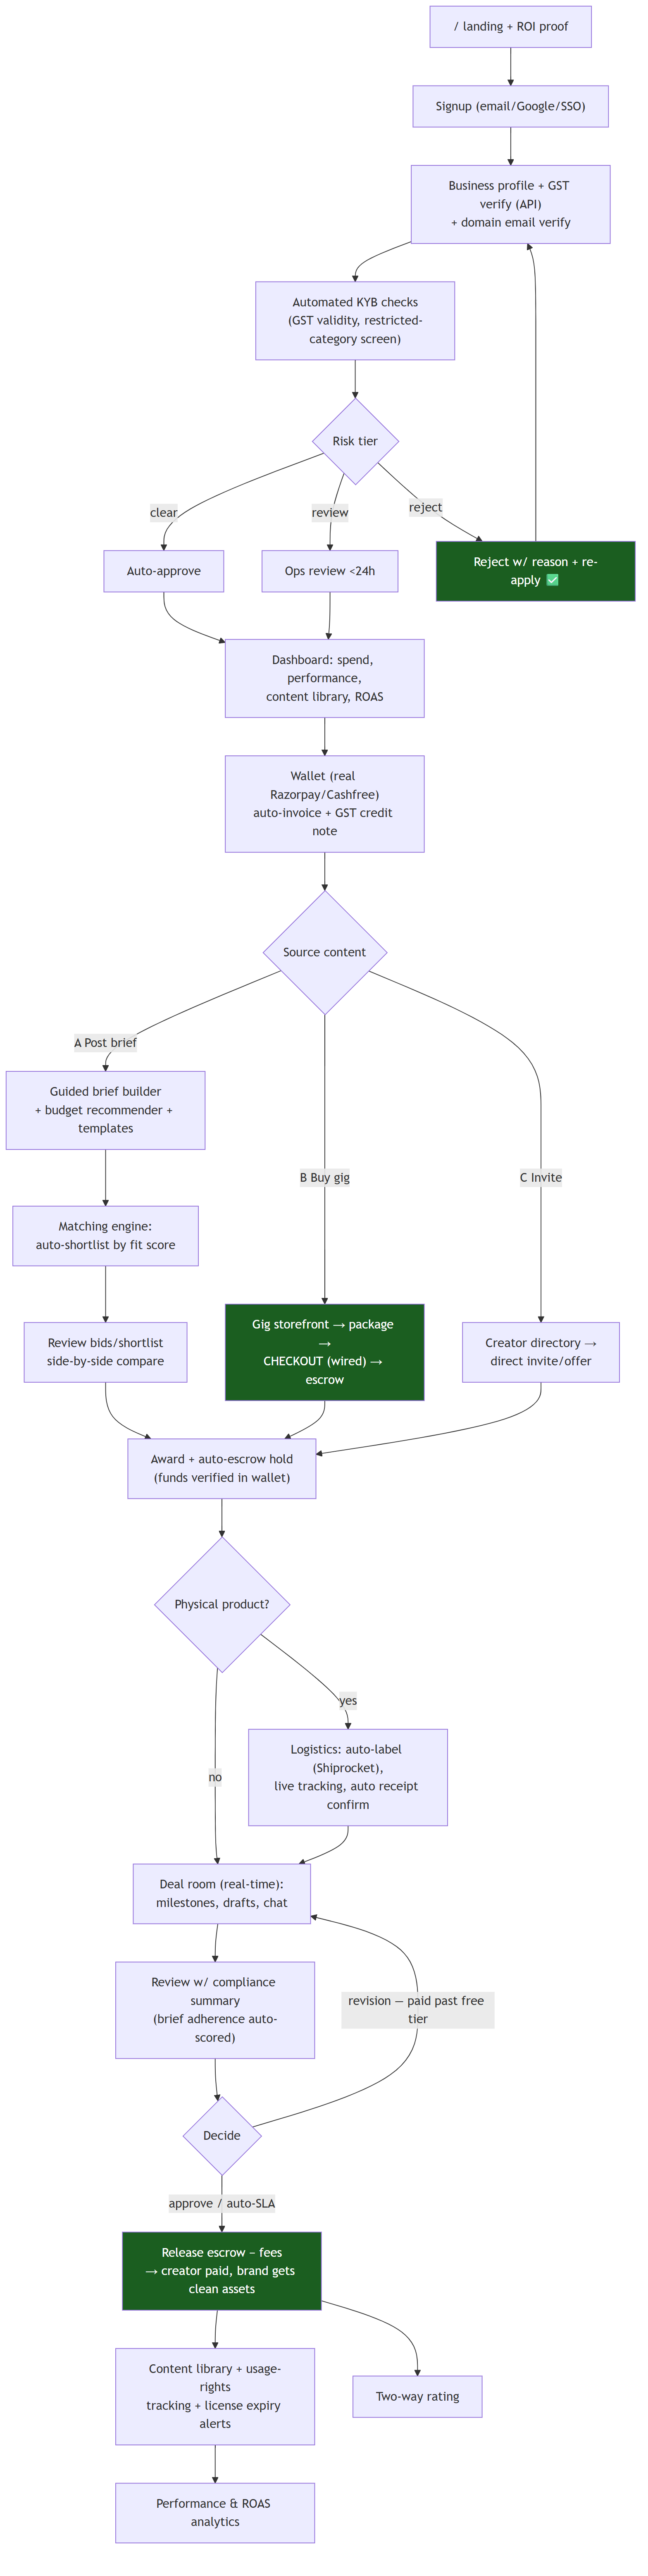 / landing + ROI proof
Signup (email/Google/SSO)
Business profile + GST
verify (API)
+ domain email verify
Automated KYB checks
(GST validity, restricted-
category screen)
Risk tier
clear
review
reject
Auto-approve
Ops review <24h
Reject w/ reason + re-
apply ✅
Dashboard: spend,
performance,
content library, ROAS
Wallet (real
Razorpay/Cashfree)
auto-invoice + GST credit
note
Source content
A Post brief
Guided brief builder
+ budget recommender +
templates
B Buy gig
C Invite
Matching engine:
auto-shortlist by fit score
Review bids/shortlist
side-by-side compare
Gig storefront → package
→
CHECKOUT (wired) →
escrow
Creator directory →
direct invite/offer
Award + auto-escrow hold
(funds verified in wallet)
Physical product?
yes
no
Logistics: auto-label
(Shiprocket),
live tracking, auto receipt
confirm
Deal room (real-time):
milestones, drafts, chat
Review w/ compliance
summary
(brief adherence auto-
scored)
revision — paid past free
tier
Decide
approve / auto-SLA
Release escrow − fees
→ creator paid, brand gets
clean assets
Content library + usage-
rights
tracking + license expiry
alerts
Two-way rating
Performance & ROAS
analytics